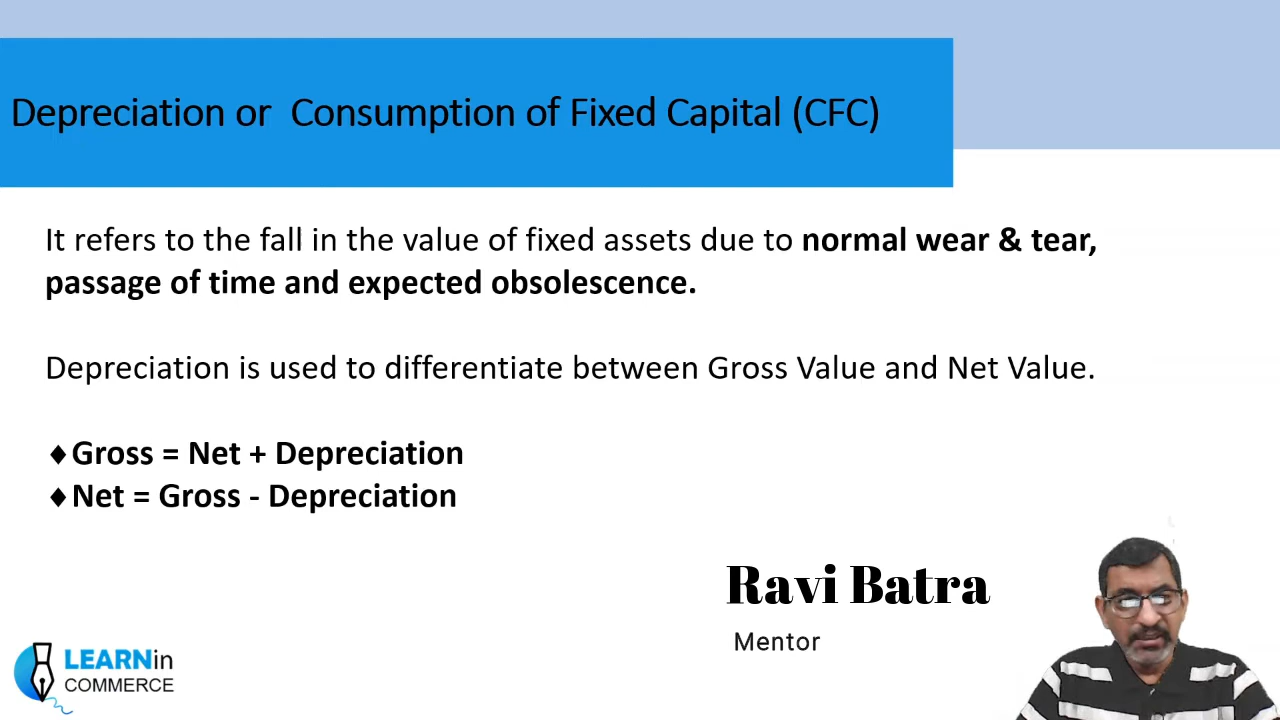 Depreciation or Consumption of Fixed Capital (CFC)
It refers to the fall in the value of fixed assets due to normal wear & tear,
passage of time and expected obsolescence.
Depreciation is used to differentiate between Gross Value and Net Value.
♦Gross = Net + Depreciation
♦Net = Gross - Depreciation
Ravi Batra
Mentor
LEARNin
COMMERCE